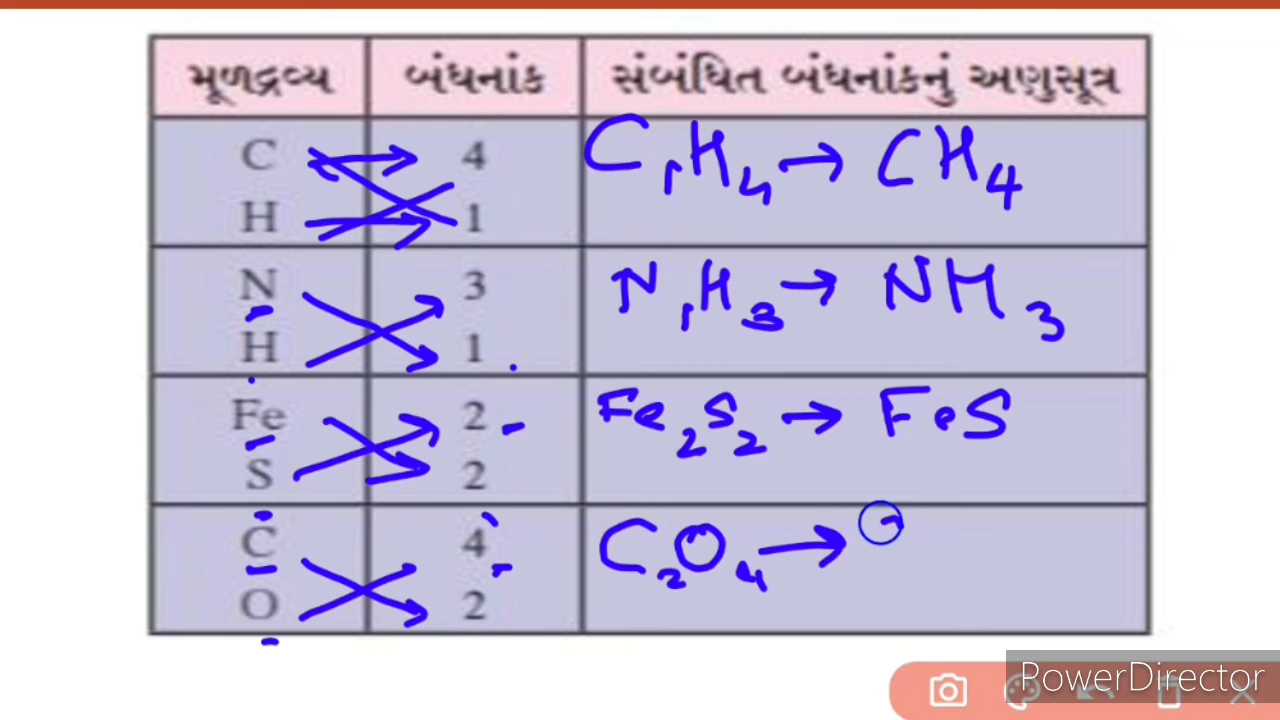 મૂળદ્રવ્ય બંધનાંક સંબંધિત બંધનાંકનું અણુસૂત્ર
C 4 C₁H₄ → CH₄
H 1
N 3 N₁H₃ → NH₃
H 1
Fe 2 Fe₂S₂ → FeS
S 2
C 4 C₂O₄ →
O 2
PowerDirector